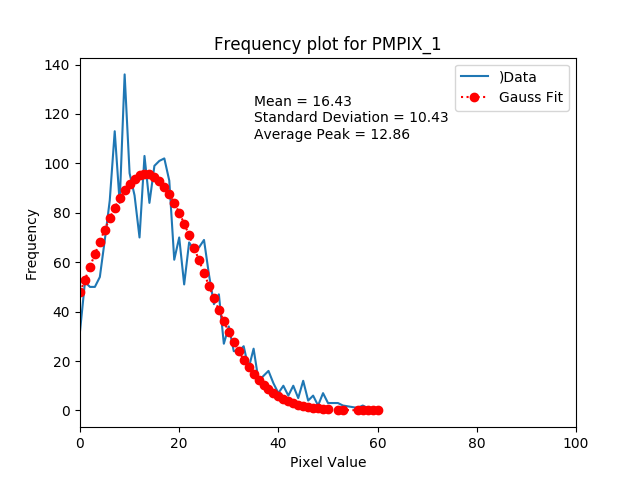 Frequency plot for PMPIX_1
)Data
Gauss Fit
Mean = 16.43
Standard Deviation = 10.43
Average Peak = 12.86
Frequency
140
120
100
80
60
40
20
0
0 20 40 60 80 100
Pixel Value